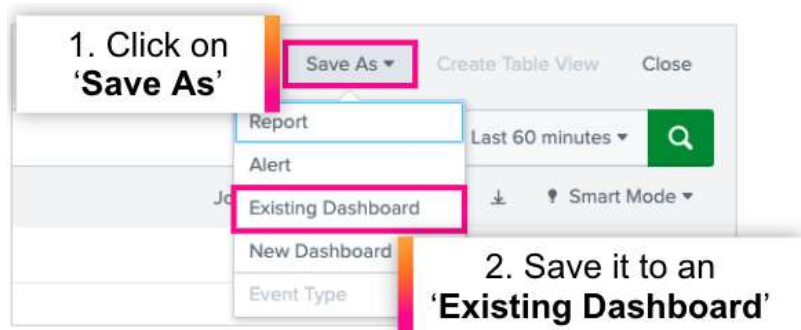 1. Click on
‘Save As’
Save As
Create Table View
Close
Report
Last 60 minutes
Alert
Existing Dashboard
Smart Mode
New Dashboard
Event Type
2. Save it to an
‘Existing Dashboard’